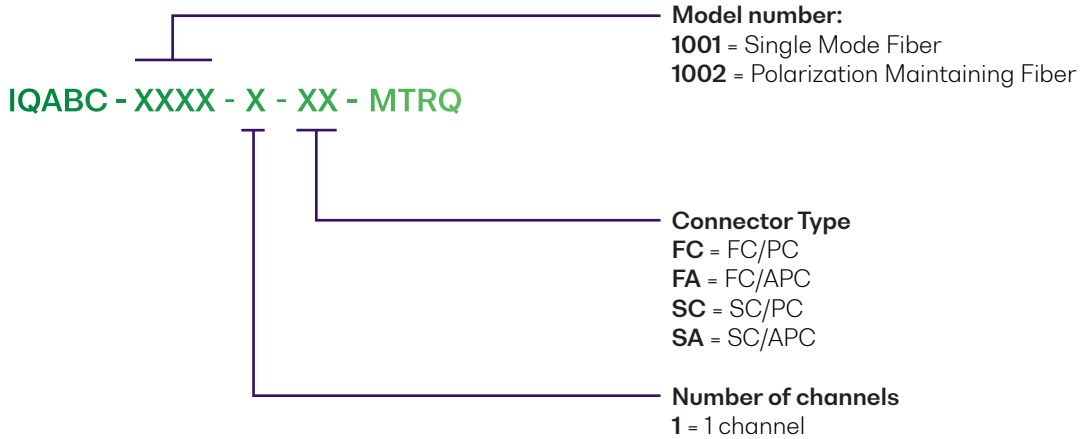 Model number:
1001 = Single Mode Fiber
1002 = Polarization Maintaining Fiber
IQABC - XXXX - X - XX - MTRQ
Connector Type
FC = FC/PC
FA = FC/APC
SC = SC/PC
SA = SC/APC
Number of channels
1 = 1 channel